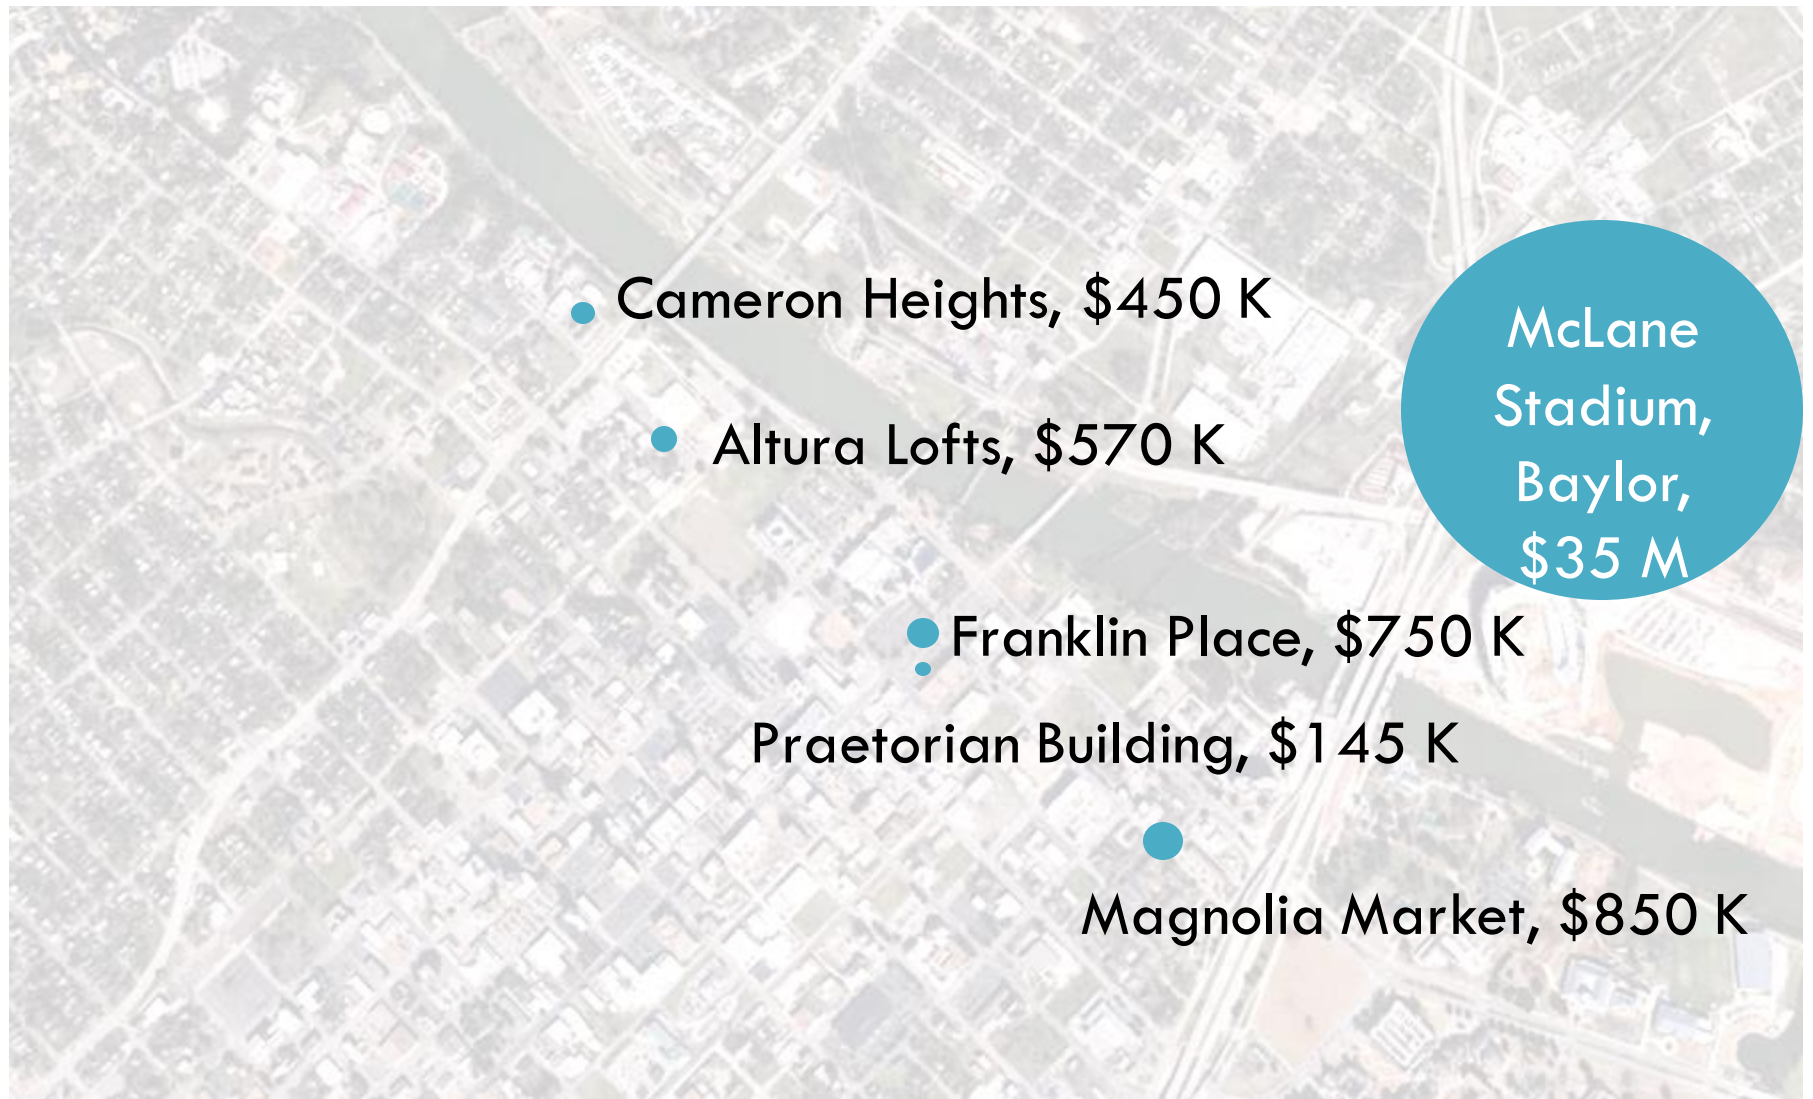 Cameron Heights, $450 K
McLane
Stadium,
Baylor,
$35 M
Altura Lofts, $570 K
Franklin Place, $750 K
Praetorian Building, $145 K
Magnolia Market, $850 K